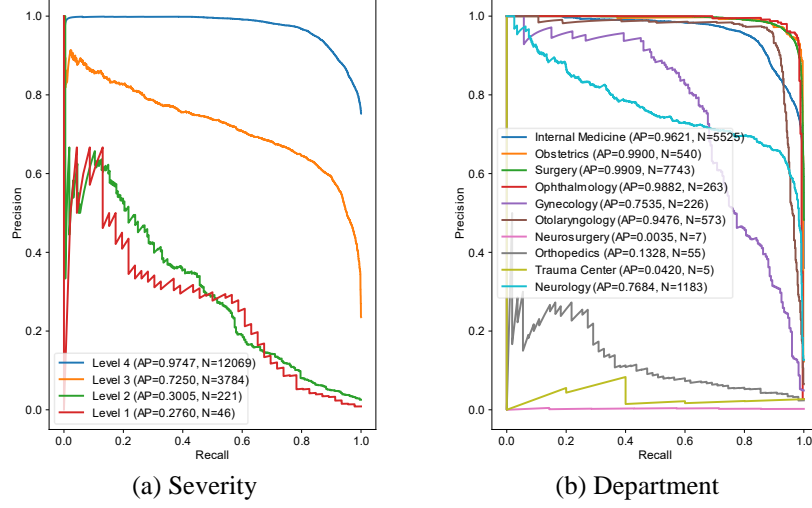 1.0
0.8
0.6
0.4
0.2
0.0
Precision
0.0 0.2 0.4 0.6 0.8 1.0
Recall
Level 4 (AP=0.9747, N=12069)
Level 3 (AP=0.7250, N=3784)
Level 2 (AP=0.3005, N=221)
Level 1 (AP=0.2760, N=46)
(a) Severity
1.0
0.8
0.6
0.4
0.2
0.0
Precision
0.0 0.2 0.4 0.6 0.8 1.0
Recall
Internal Medicine (AP=0.9621, N=5525)
Obstetrics (AP=0.9900, N=540)
Surgery (AP=0.9909, N=7743)
Ophthalmology (AP=0.9882, N=263)
Gynecology (AP=0.7535, N=226)
Otolaryngology (AP=0.9476, N=573)
Neurosurgery (AP=0.0035, N=7)
Orthopedics (AP=0.1328, N=55)
Trauma Center (AP=0.0420, N=5)
Neurology (AP=0.7684, N=1183)
(b) Department